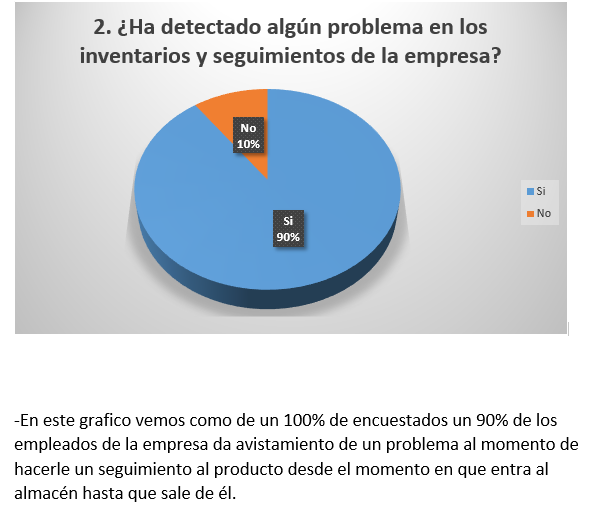 2. ¿Ha detectado algún problema en los
inventarios y seguimientos de la empresa?
No
10%
Si
90%
Si
No
-En este grafico vemos como de un 100% de encuestados un 90% de los
empleados de la empresa da avistamiento de un problema al momento de
hacerle un seguimiento al producto desde el momento en que entra al
almacén hasta que sale de él.